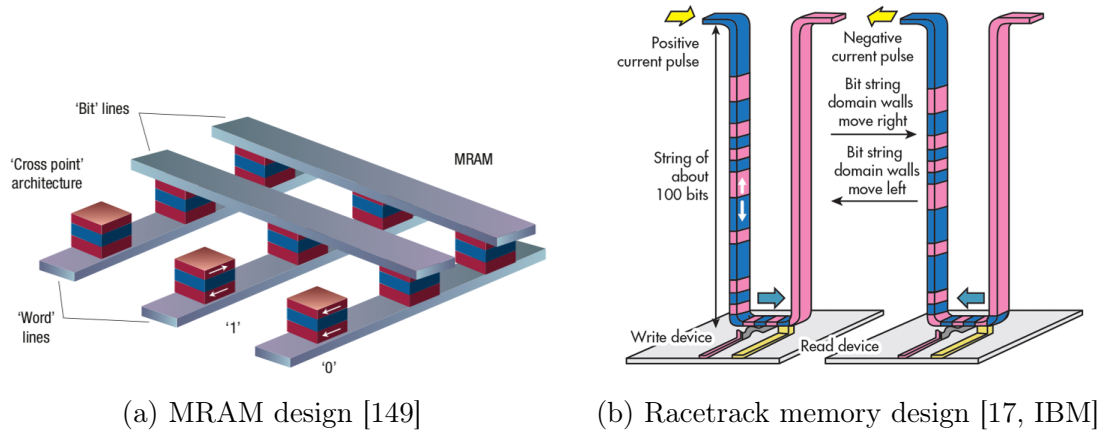 'Bit' lines
MRAM
'Cross point'
architecture
'Word'
lines
'1'
'0'
(a) MRAM design [149]
Positive
current pulse
Negative
current pulse
Bit string
domain walls
move right
String of
about
100 bits
Bit string
domain walls
move left
Write device
Read device
(b) Racetrack memory design [17, IBM]